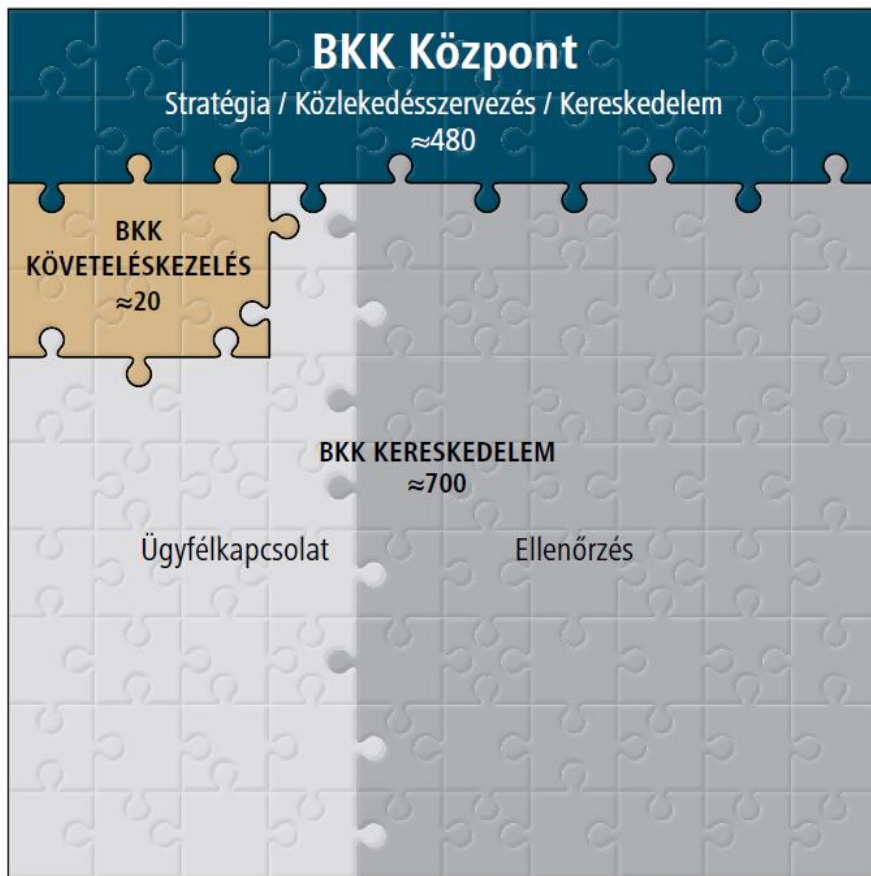 BKK Központ
Stratégia / Közlekedésszervezés / Kereskedelem
≈480
BKK
KÖVETELÉSKEZELÉS
≈20
BKK KERESKEDELEM
≈700
Ügyfélkapcsolat
Ellenőrzés